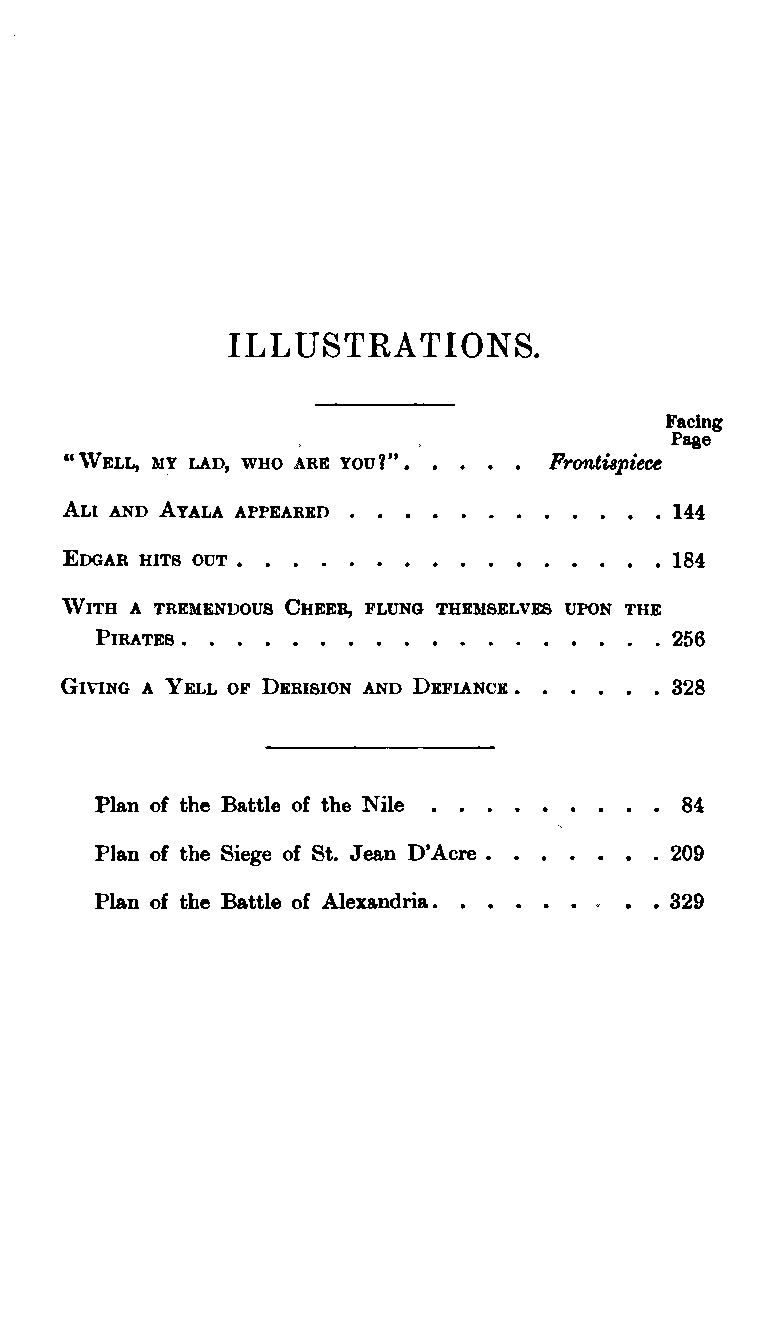 ILLUSTRATIONS.
Facing
Page
"WELL, MY LAD, WHO ARE YOU?" . . . . . Frontispiece
ALI AND AYALA APPEARED . . . . . . . . . . . . 144
EDGAR HITS OUT . . . . . . . . . . . . . . . . 184
WITH A TREMENDOUS CHEER, FLUNG THEMSELVES UPON THE
PIRATES . . . . . . . . . . . . . . . . . . 256
GIVING A YELL OF DERISION AND DEFIANCE . . . . . . 328
Plan of the Battle of the Nile . . . . . . . . . 84
Plan of the Siege of St. Jean D'Acre . . . . . . . 209
Plan of the Battle of Alexandria . . . . . . . . . 329